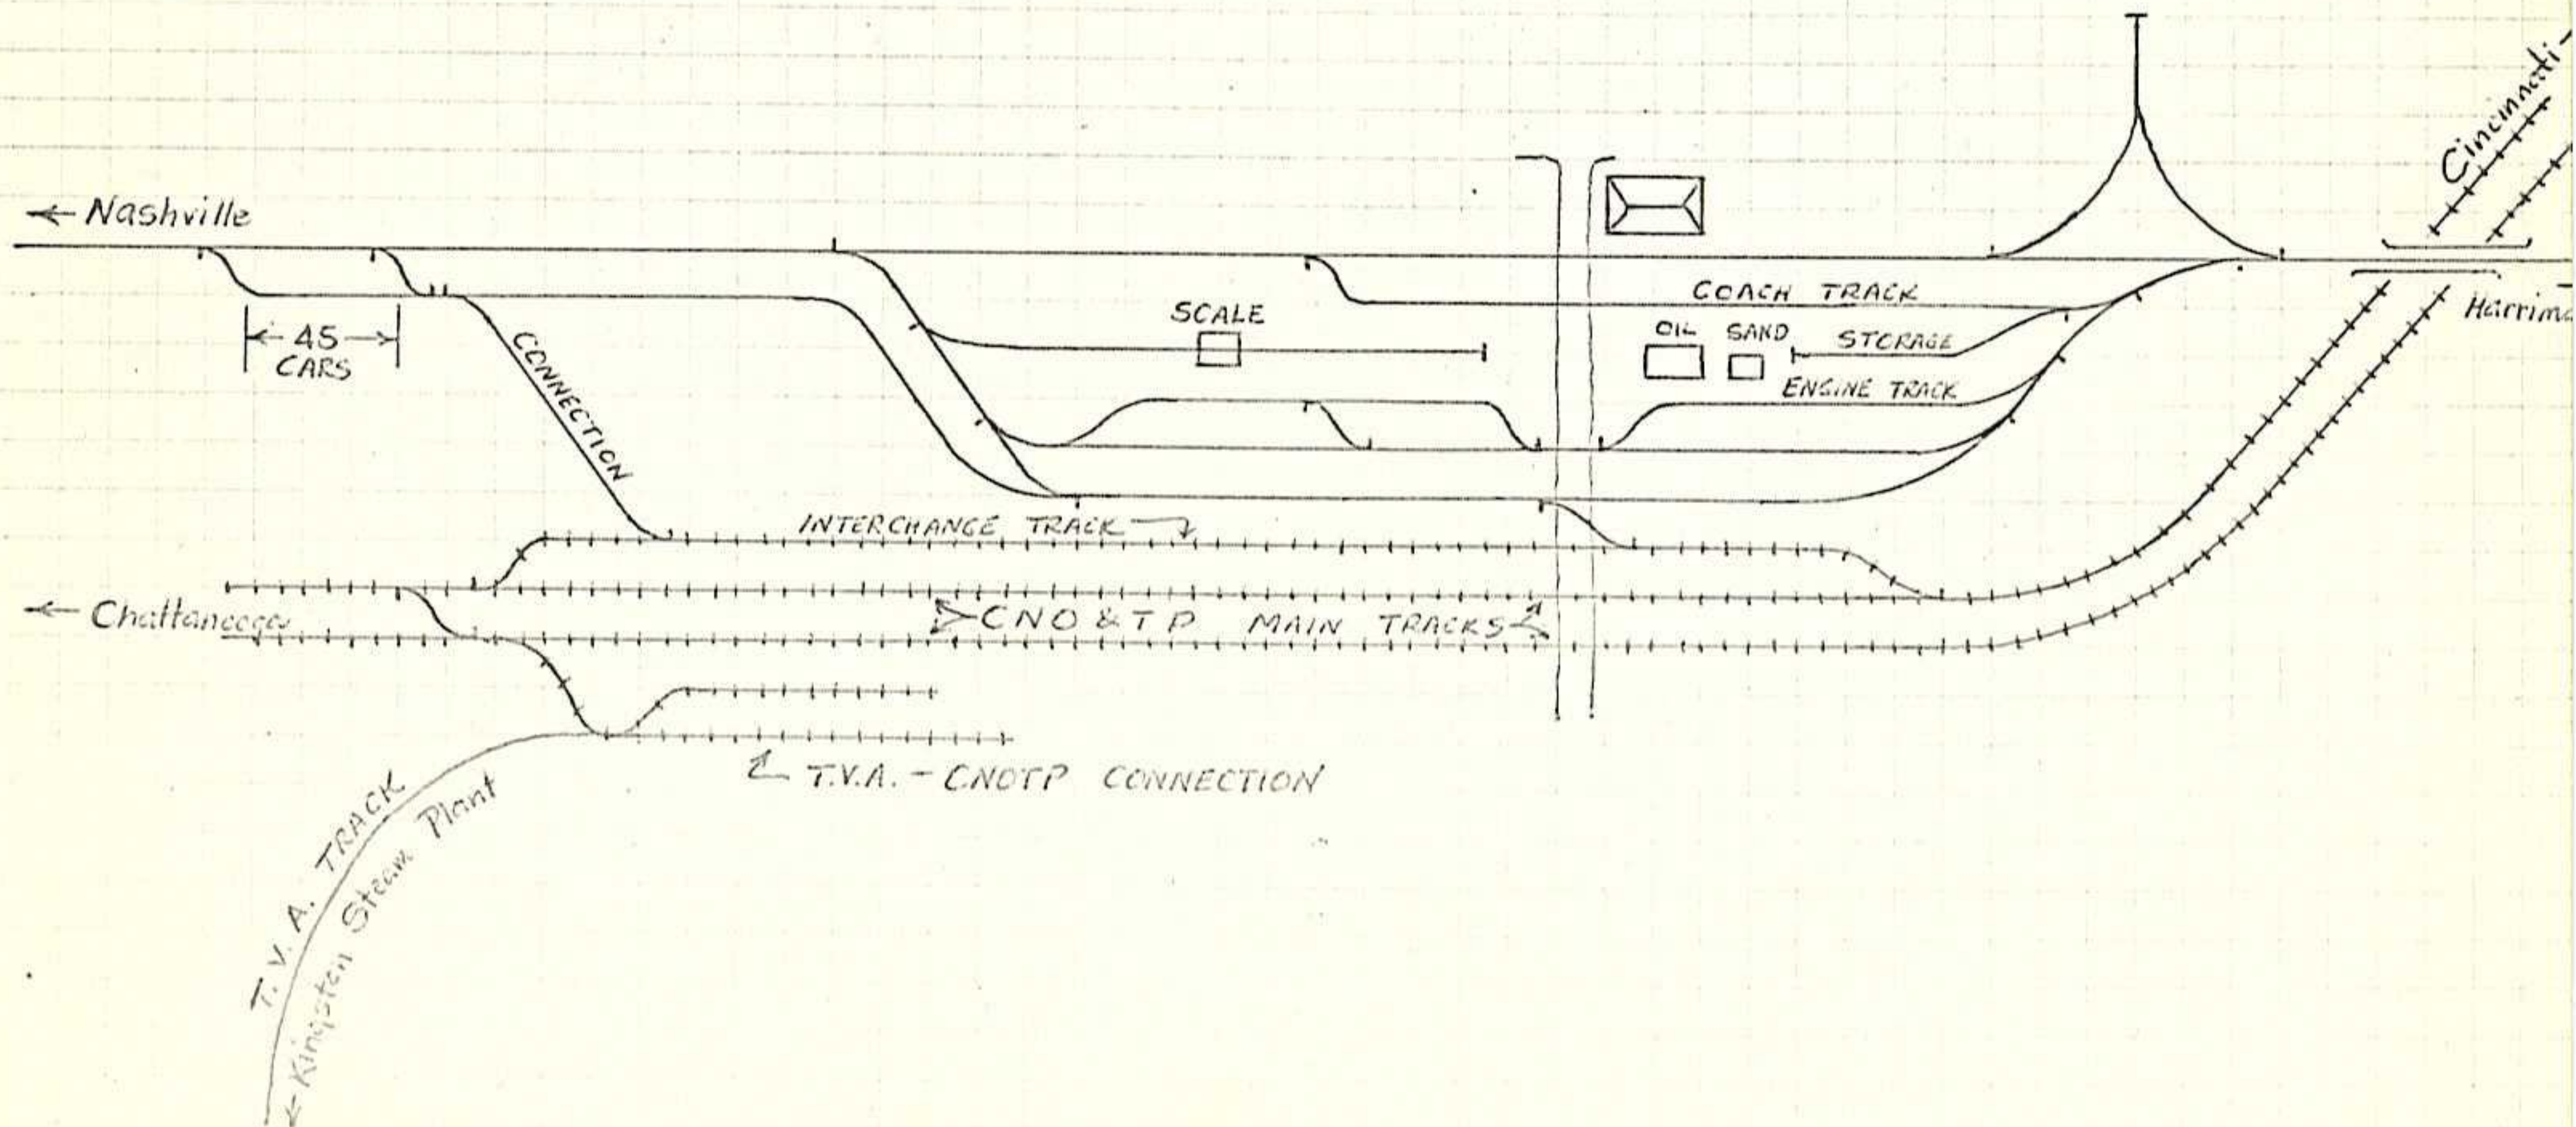 Cincinnati
← Nashville
COACH TRACK
SCALE
OIL SAND STORAGE
Harrima
← 45 →
CARS
CONNECTION
ENGINE TRACK
INTERCHANGE TRACK
← Chattanooga
CNO & TP MAIN TRACKS
T.V.A. - CNOTP CONNECTION
T.V.A. TRACK
← Kingston Steam Plant